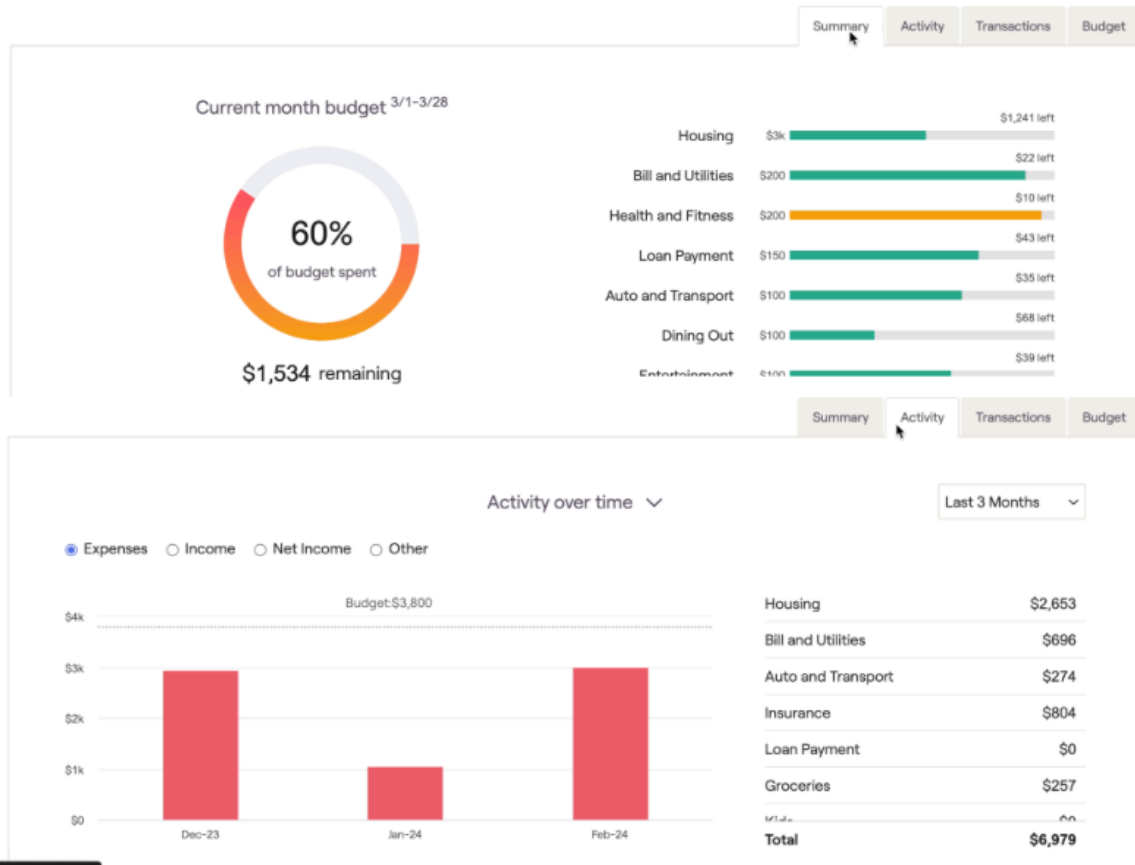 Summary Activity Transactions Budget
Current month budget 3/1-3/28
60%
of budget spent
$1,534 remaining
$1,241 left
Housing $3k
$22 left
Bill and Utilities $200
$10 left
Health and Fitness $200
$43 left
Loan Payment $150
$35 left
Auto and Transport $100
$68 left
Dining Out $100
$39 left
Entertainment $100
Summary Activity Transactions Budget
Activity over time
Last 3 Months
Expenses Income Net Income Other
Budget:$3,800
$4k
$3k
$2k
$1k
$0
Dec-23 Jan-24 Feb-24
Housing $2,653
Bill and Utilities $696
Auto and Transport $274
Insurance $804
Loan Payment $0
Groceries $257
Kids $0
Total $6,979